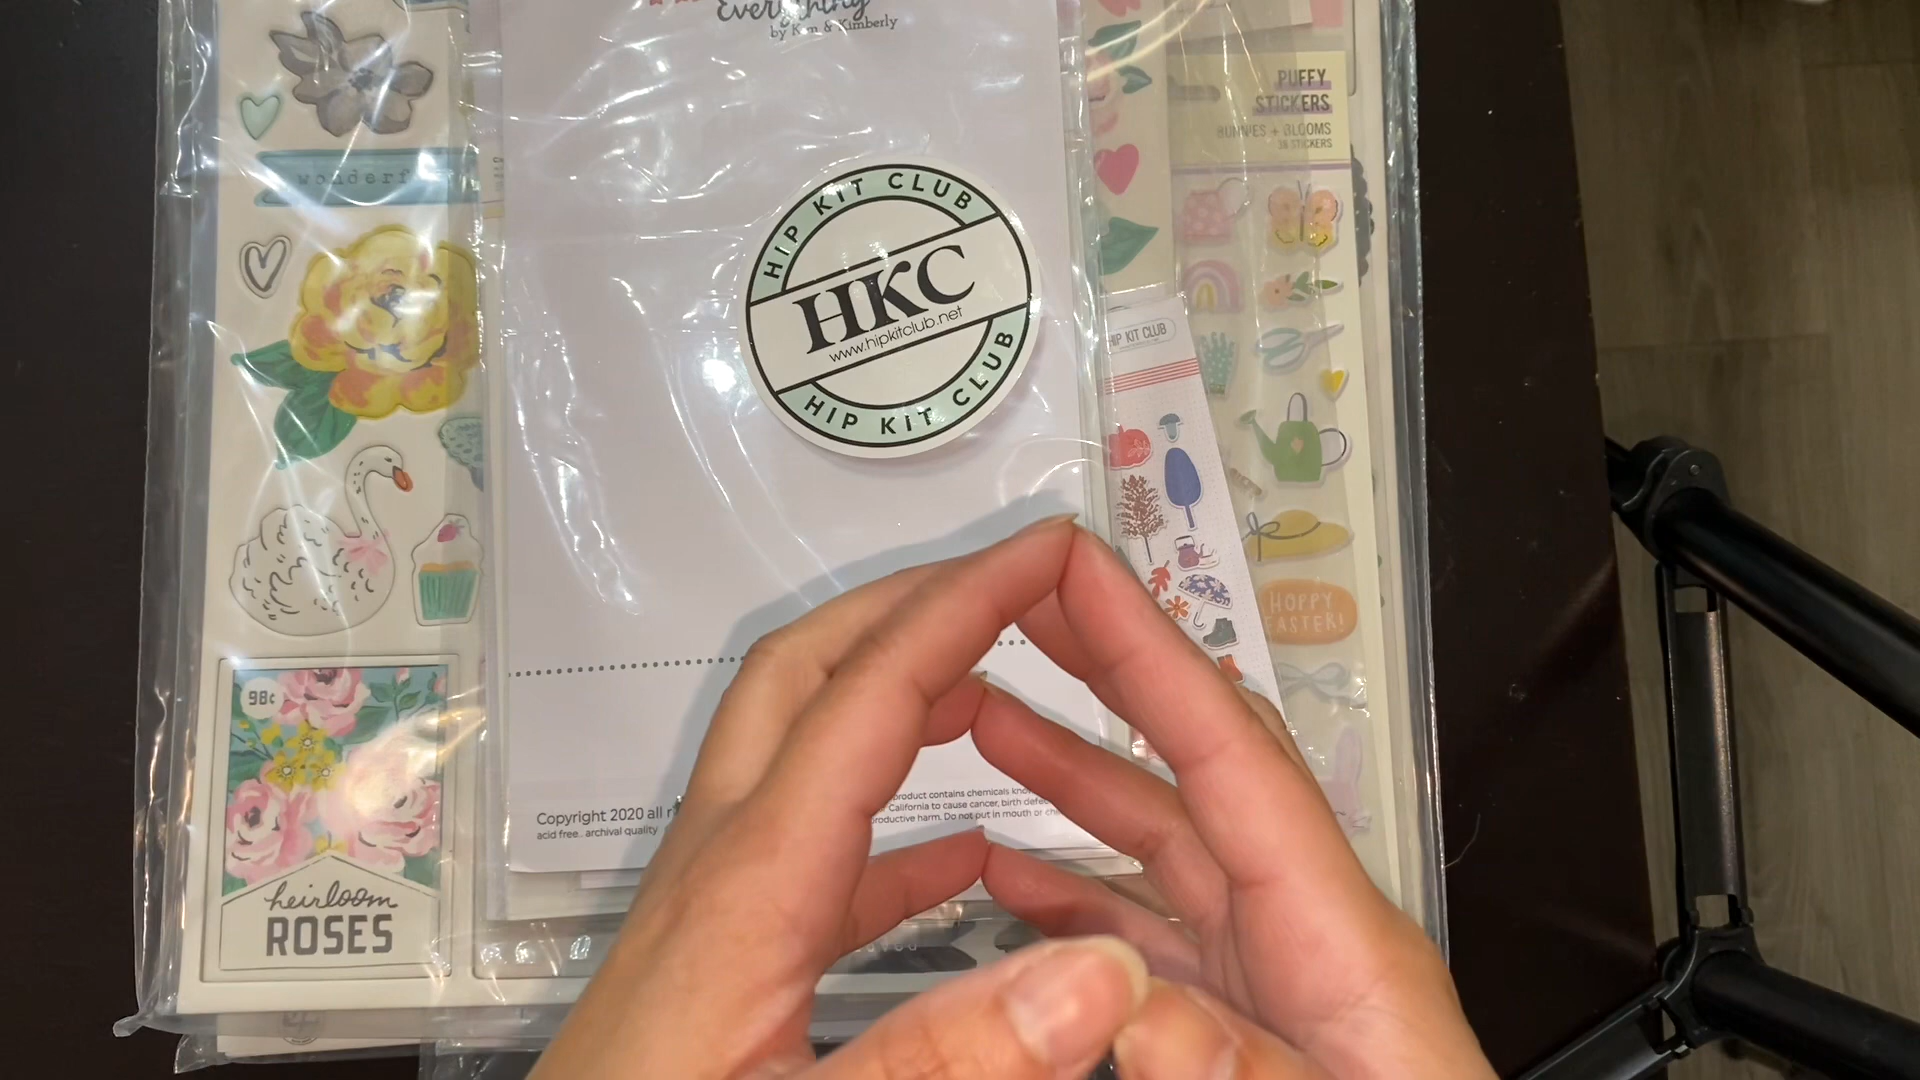 Everything
by Kim & Kimberly
PUFFY
STICKERS
BUNNIES + BLOOMS
36 STICKERS
wonderf
HIP KIT CLUB
HKC
www.hipkitclub.net
HIP KIT CLUB
HIP KIT CLUB
HOPPY
EASTER!
98¢
heirloom
ROSES
Copyright 2020 all r
acid free.. archival quality
product contains chemicals know
California to cause cancer, birth defec
productive harm. Do not put in mouth or ch